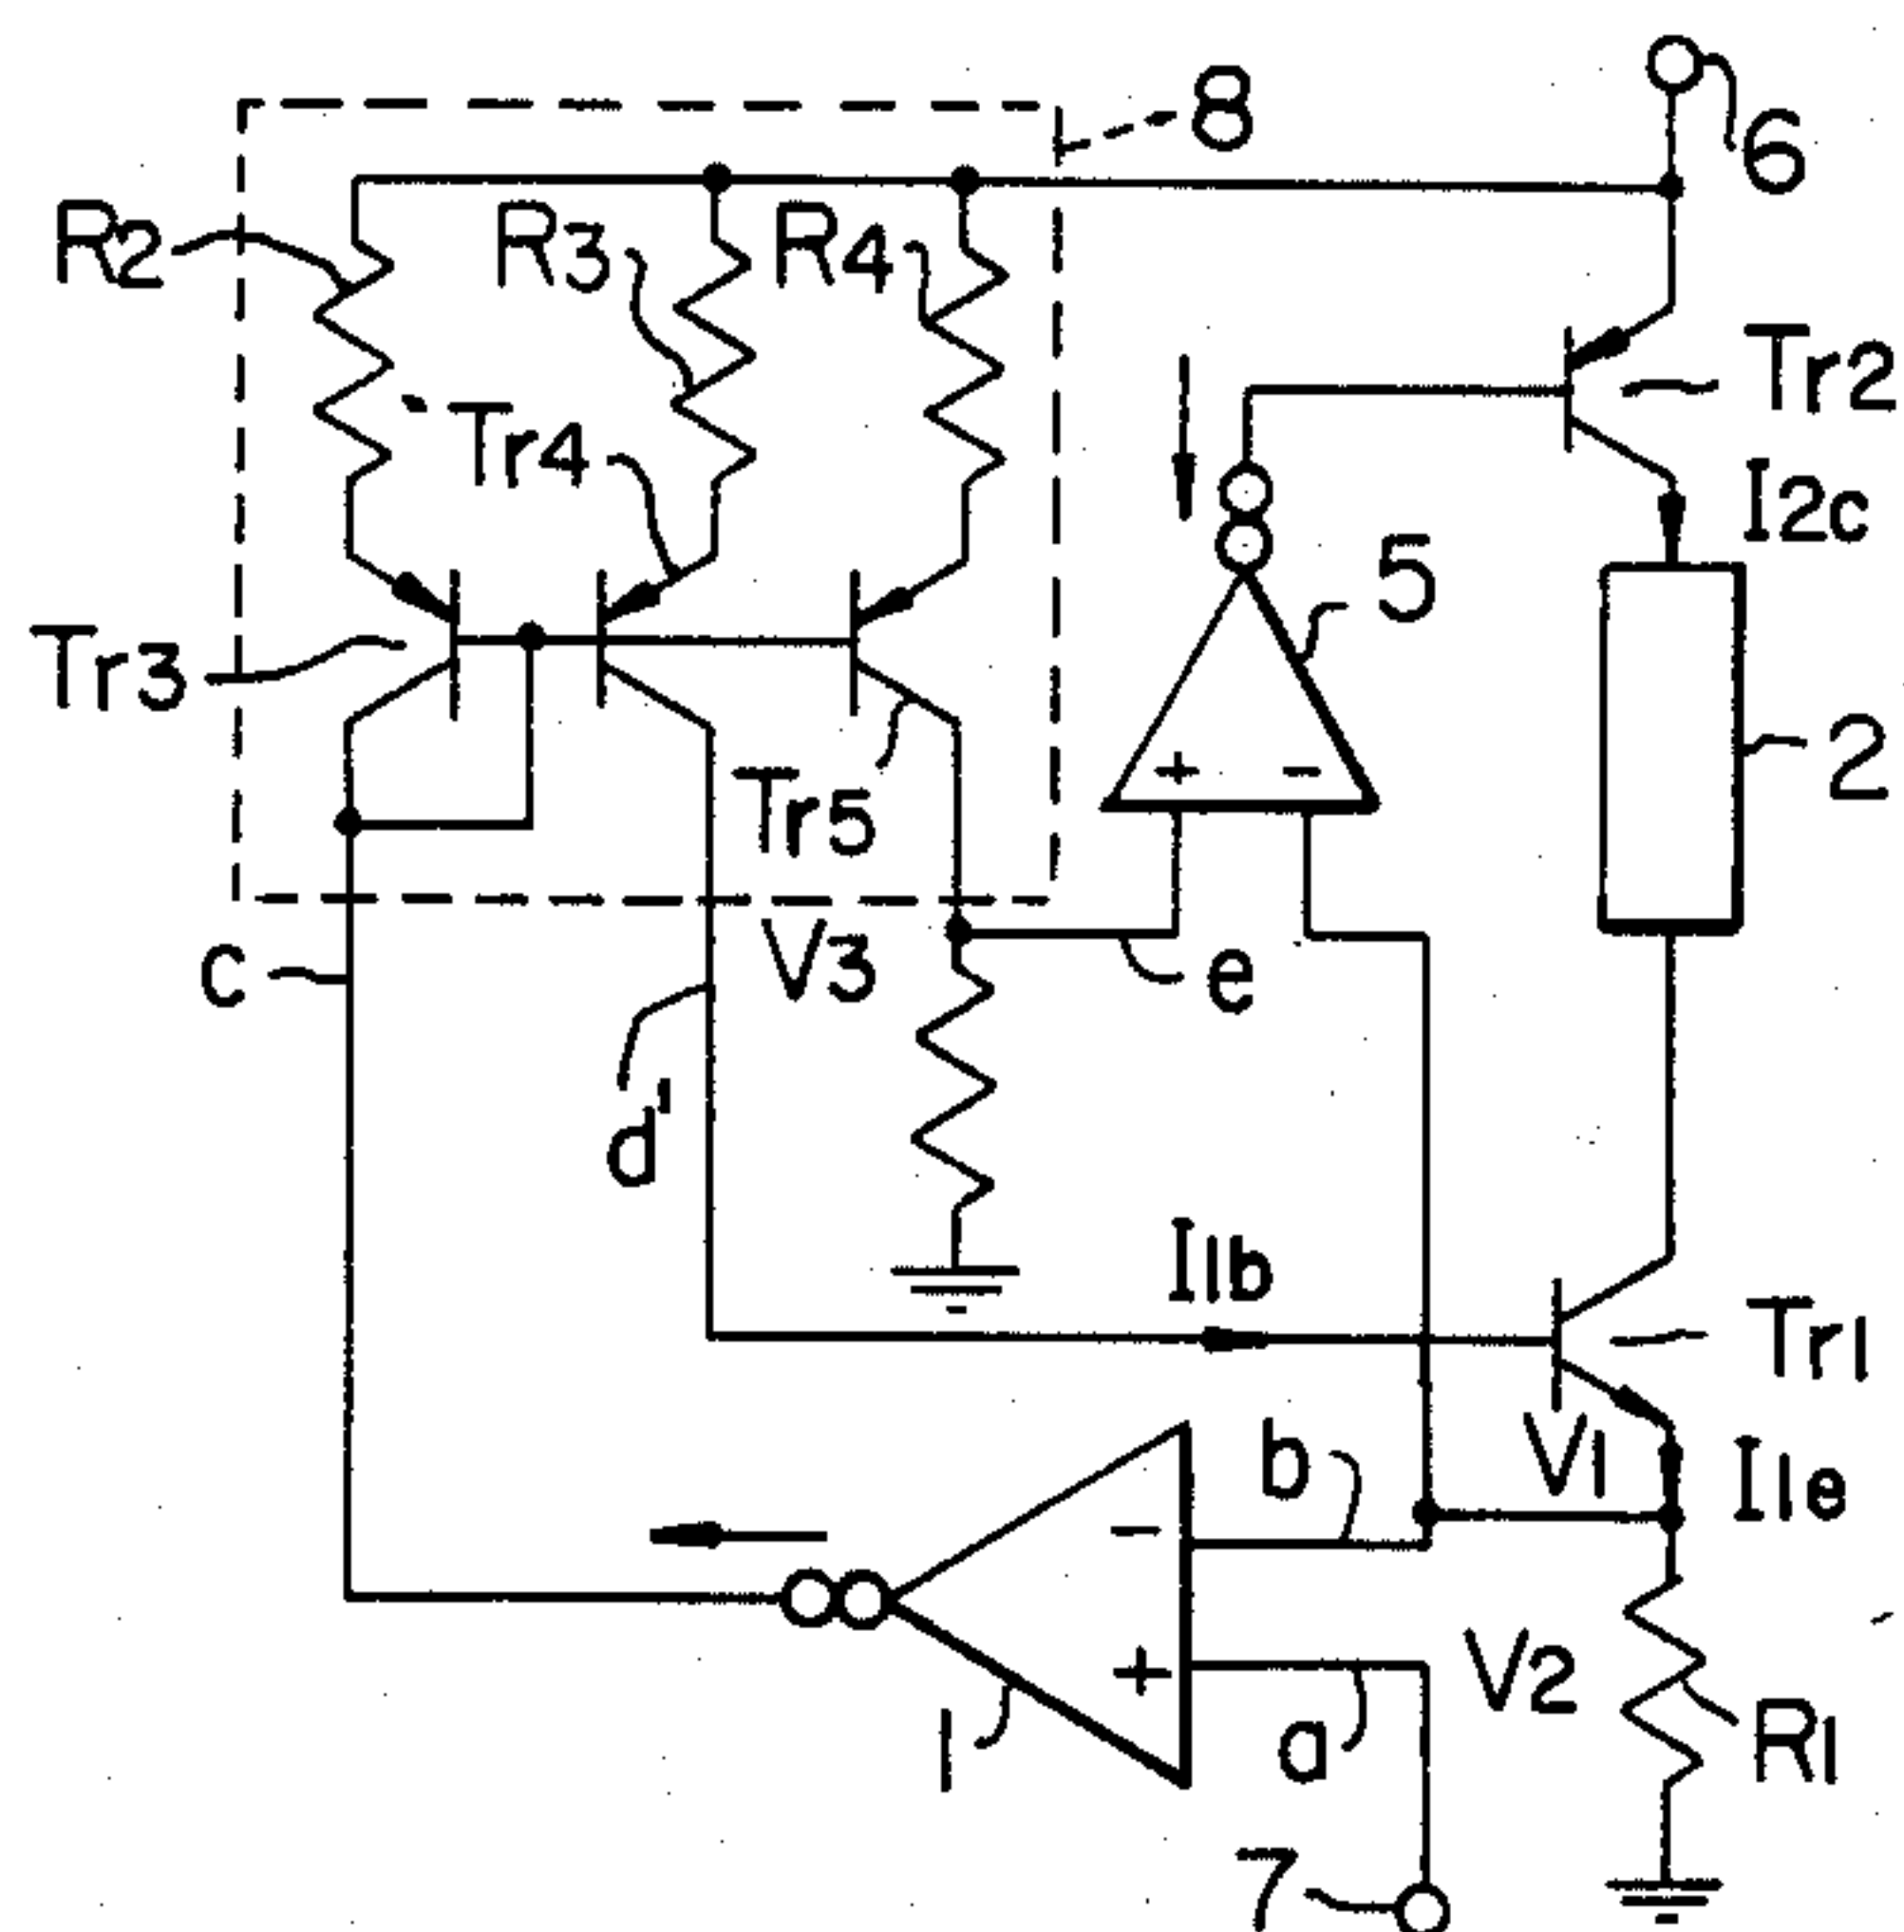 8
6
R2
R3
R4
Tr2
Tr4
I2c
5
Tr3
+ −
2
Tr5
V3
c
e
d'
I1b
Tr1
b
V1
I1e
−
V2
+
1
a
R1
7